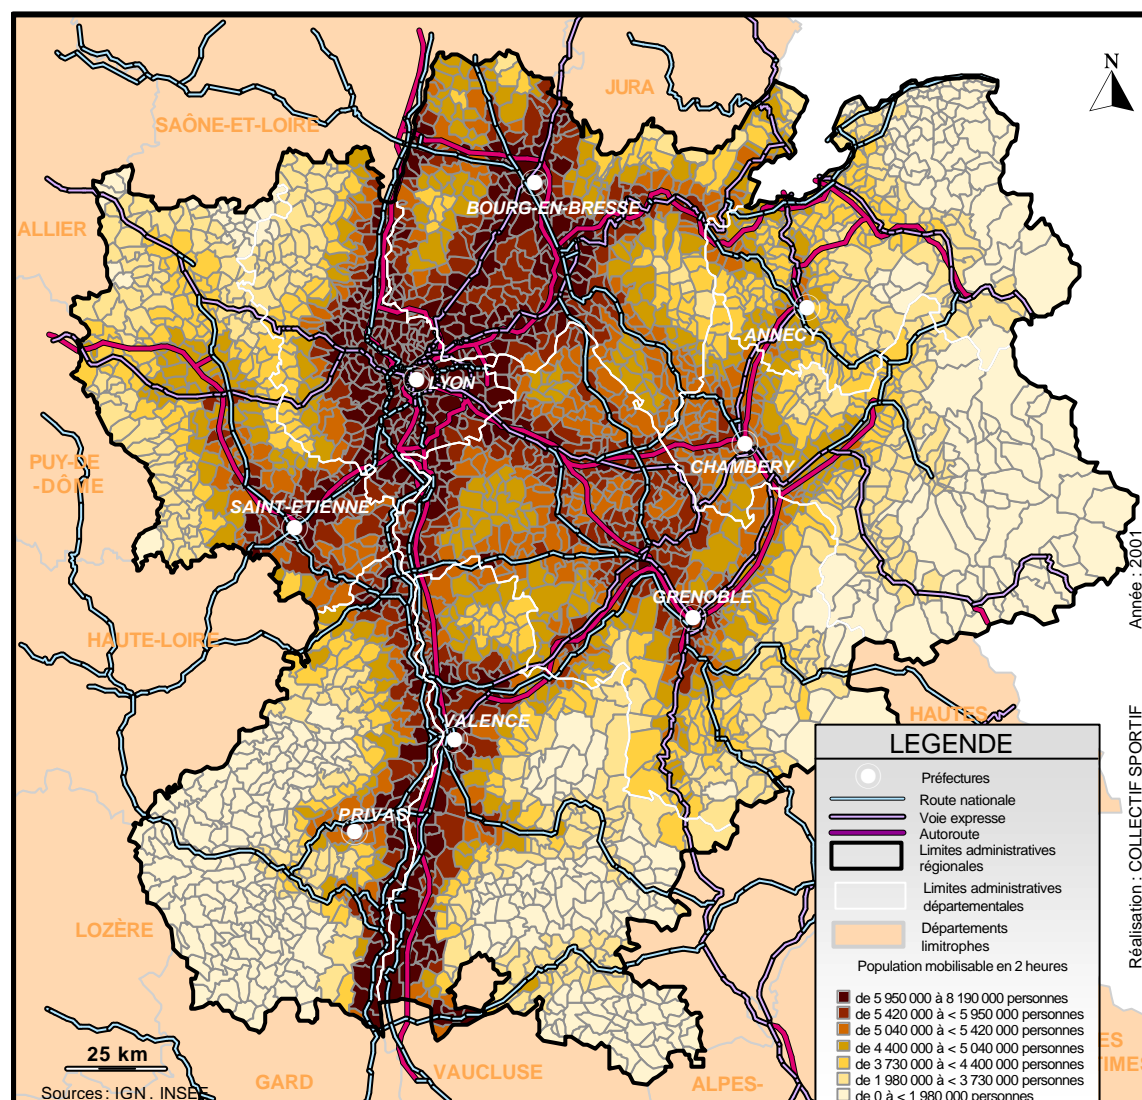 N
JURA
SAÔNE-ET-LOIRE
BOURG-EN-BRESSE
ALLIER
ANNECY
LYON
CHAMBERY
PUY-DE
-DÔME
SAINT-ETIENNE
Année : 2001
GRENOBLE
HAUTE-LOIRE
HAUTES
VALENCE
PRIVAS
LOZÈRE
Réalisation : COLLECTIF SPORTIF
LEGENDE
Préfectures
Route nationale
Voie expresse
Autoroute
Limites administratives
régionales
Limites administratives
départementales
Départements
limitrophes
Population mobilisable en 2 heures
de 5 950 000 à 8 190 000 personnes
de 5 420 000 à < 5 950 000 personnes
de 5 040 000 à < 5 420 000 personnes
de 4 400 000 à < 5 040 000 personnes
de 3 730 000 à < 4 400 000 personnes
de 1 980 000 à < 3 730 000 personnes
de 0 à < 1 980 000 personnes
25 km
Sources : IGN . INSEE
GARD
VAUCLUSE
ALPES-
ES
TIMES